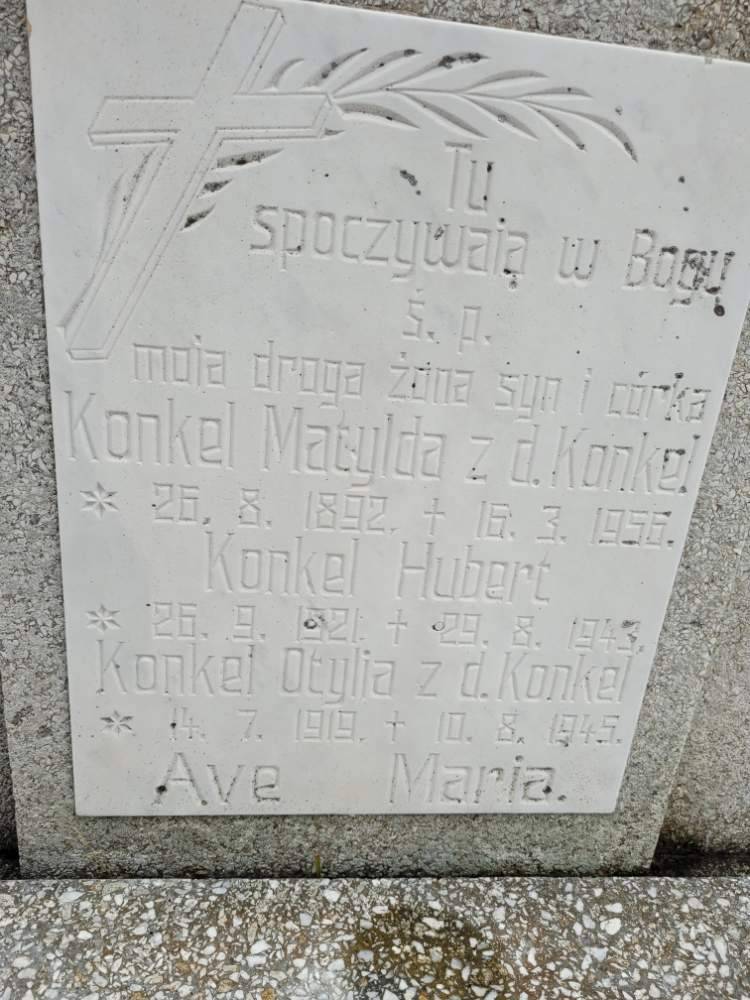 Tu
spoczywają w Bogu
ś. p.
moja droga żona syn i córka
Konkel Matylda z d. Konkel
* 26. 8. 1892. + 16. 3. 1956.
Konkel Hubert
* 26. 9. 1921. + 29. 8. 1943.
Konkel Otylia z d. Konkel
* 14. 7. 1919. + 10. 8. 1945.
Ave Maria.